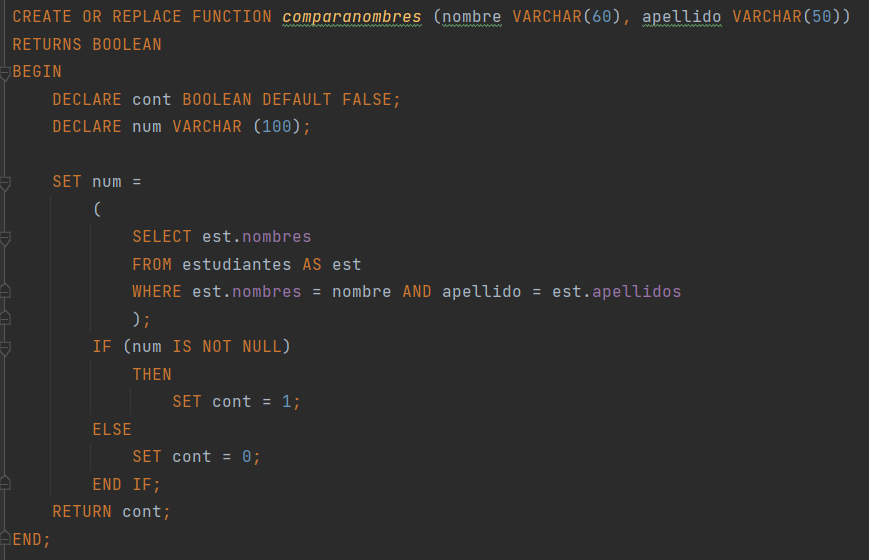 CREATE OR REPLACE FUNCTION comparanombres (nombre VARCHAR(60), apellido VARCHAR(50))
RETURNS BOOLEAN
BEGIN
    DECLARE cont BOOLEAN DEFAULT FALSE;
    DECLARE num VARCHAR (100);

    SET num =
        (
            SELECT est.nombres
            FROM estudiantes AS est
            WHERE est.nombres = nombre AND apellido = est.apellidos
            );
        IF (num IS NOT NULL)
            THEN
                SET cont = 1;
        ELSE
            SET cont = 0;
        END IF;
    RETURN cont;
END;